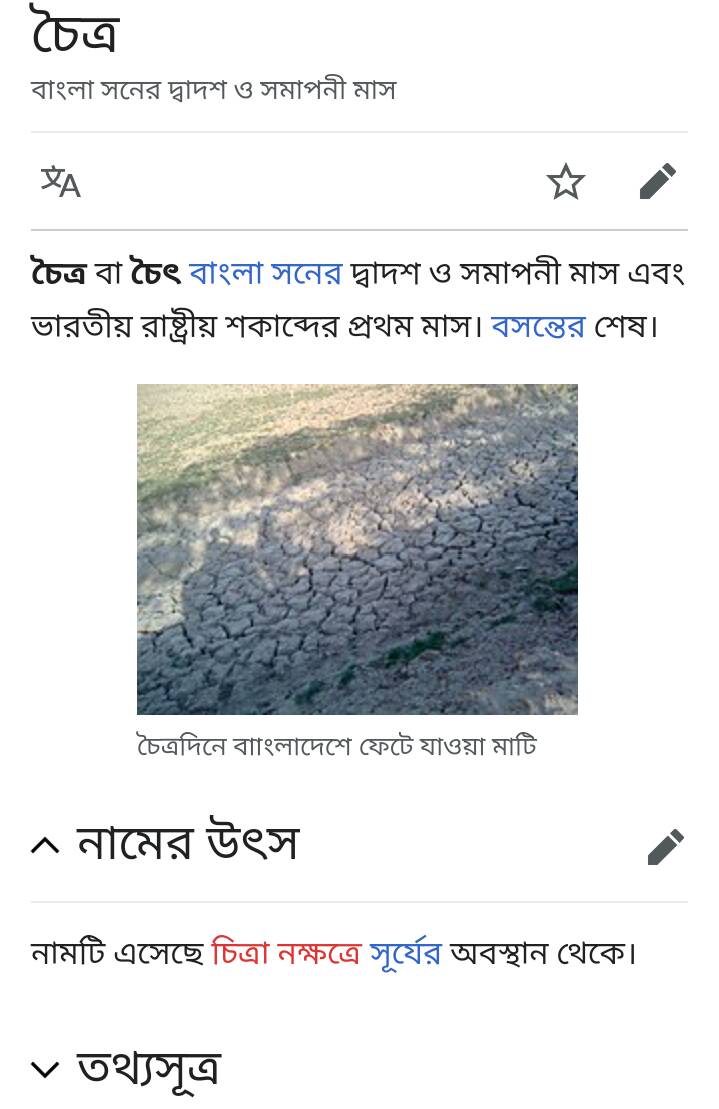 চৈত্র
বাংলা সনের দ্বাদশ ও সমাপনী মাস
চৈত্র বা চৈৎ বাংলা সনের দ্বাদশ ও সমাপনী মাস এবং
ভারতীয় রাষ্ট্রীয় শকাব্দের প্রথম মাস। বসন্তের শেষ।
চৈত্রদিনে বাাংলাদেশে ফেটে যাওয়া মাটি
নামের উৎস
নামটি এসেছে চিত্রা নক্ষত্রে সূর্যের অবস্থান থেকে।
তথ্যসূত্র